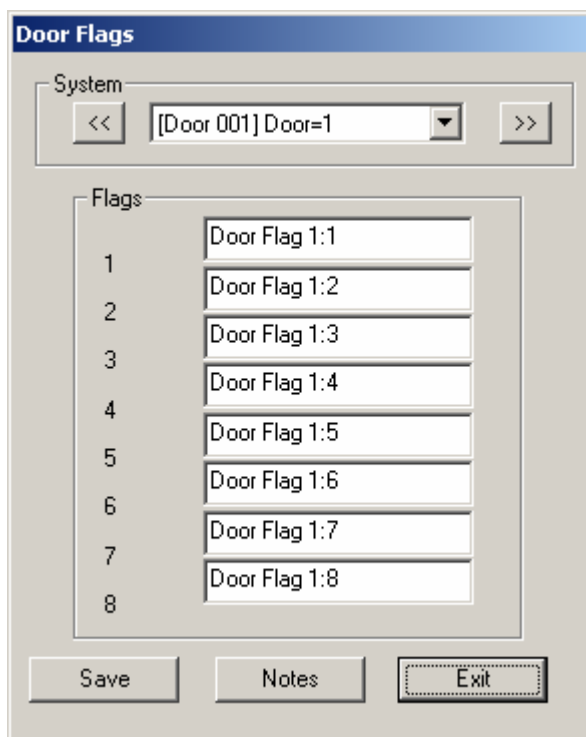 Door Flags
System
<< [Door 001] Door=1 >>
Flags
Door Flag 1:1
1
Door Flag 1:2
2
Door Flag 1:3
3
Door Flag 1:4
4
Door Flag 1:5
5
Door Flag 1:6
6
Door Flag 1:7
7
Door Flag 1:8
8
Save Notes Exit